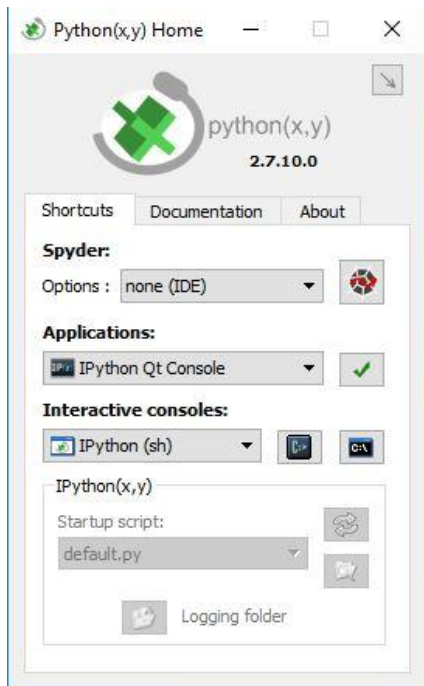 Python(x,y) Home
python(x,y)
2.7.10.0
Shortcuts Documentation About
Spyder:
Options : none (IDE)
Applications:
IPy IPython Qt Console
Interactive consoles:
IPython (sh) C:\
IPython(x,y)
Startup script:
default.py
Logging folder